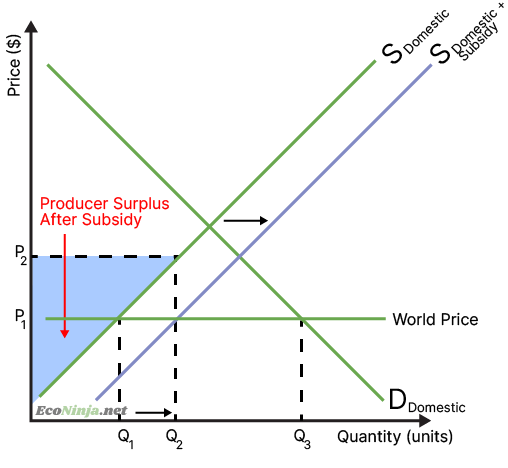 Price ($)
S Domestic
S Domestic +
Subsidy
Producer Surplus
After Subsidy
P2
P1
World Price
EcoNinja.net
D Domestic
Q1
Q2
Q3
Quantity (units)